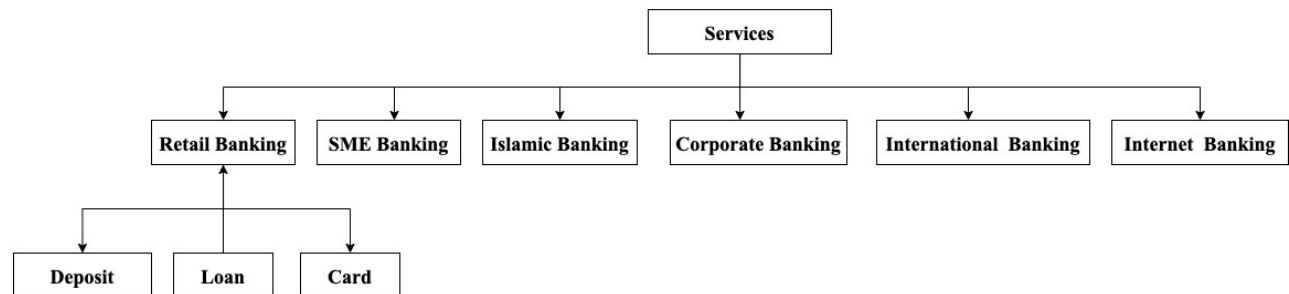 Services
Retail Banking
SME Banking
Islamic Banking
Corporate Banking
International Banking
Internet Banking
Deposit
Loan
Card